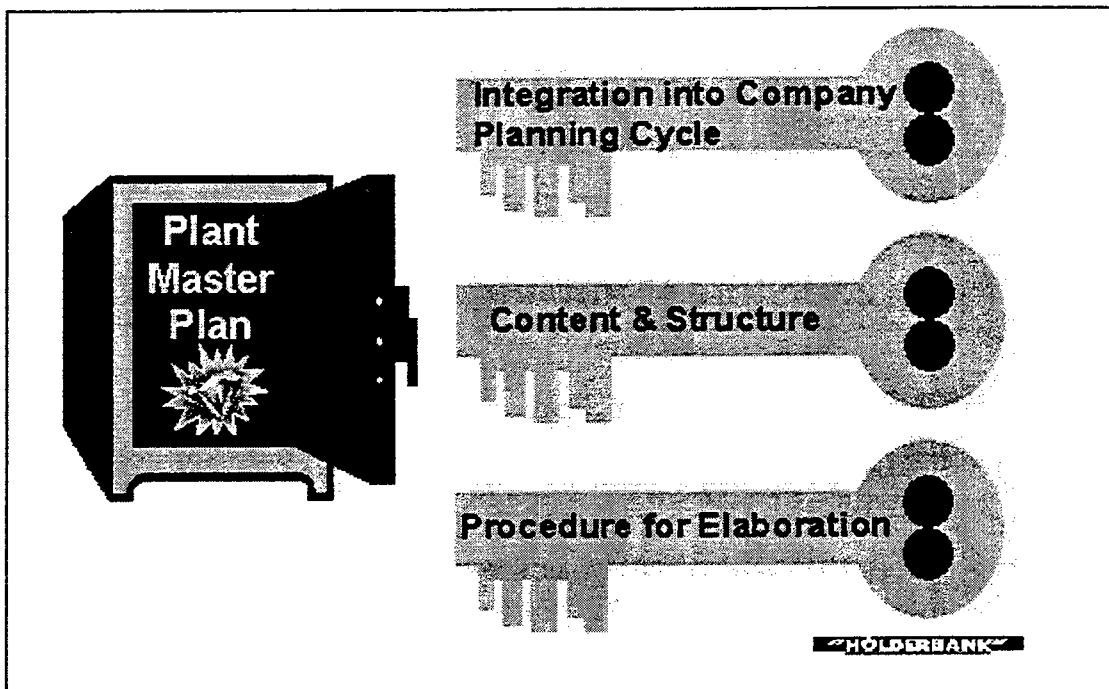 Plant
Master
Plan
Integration into Company
Planning Cycle
Content & Structure
Procedure for Elaboration
"HOLDERBANK"